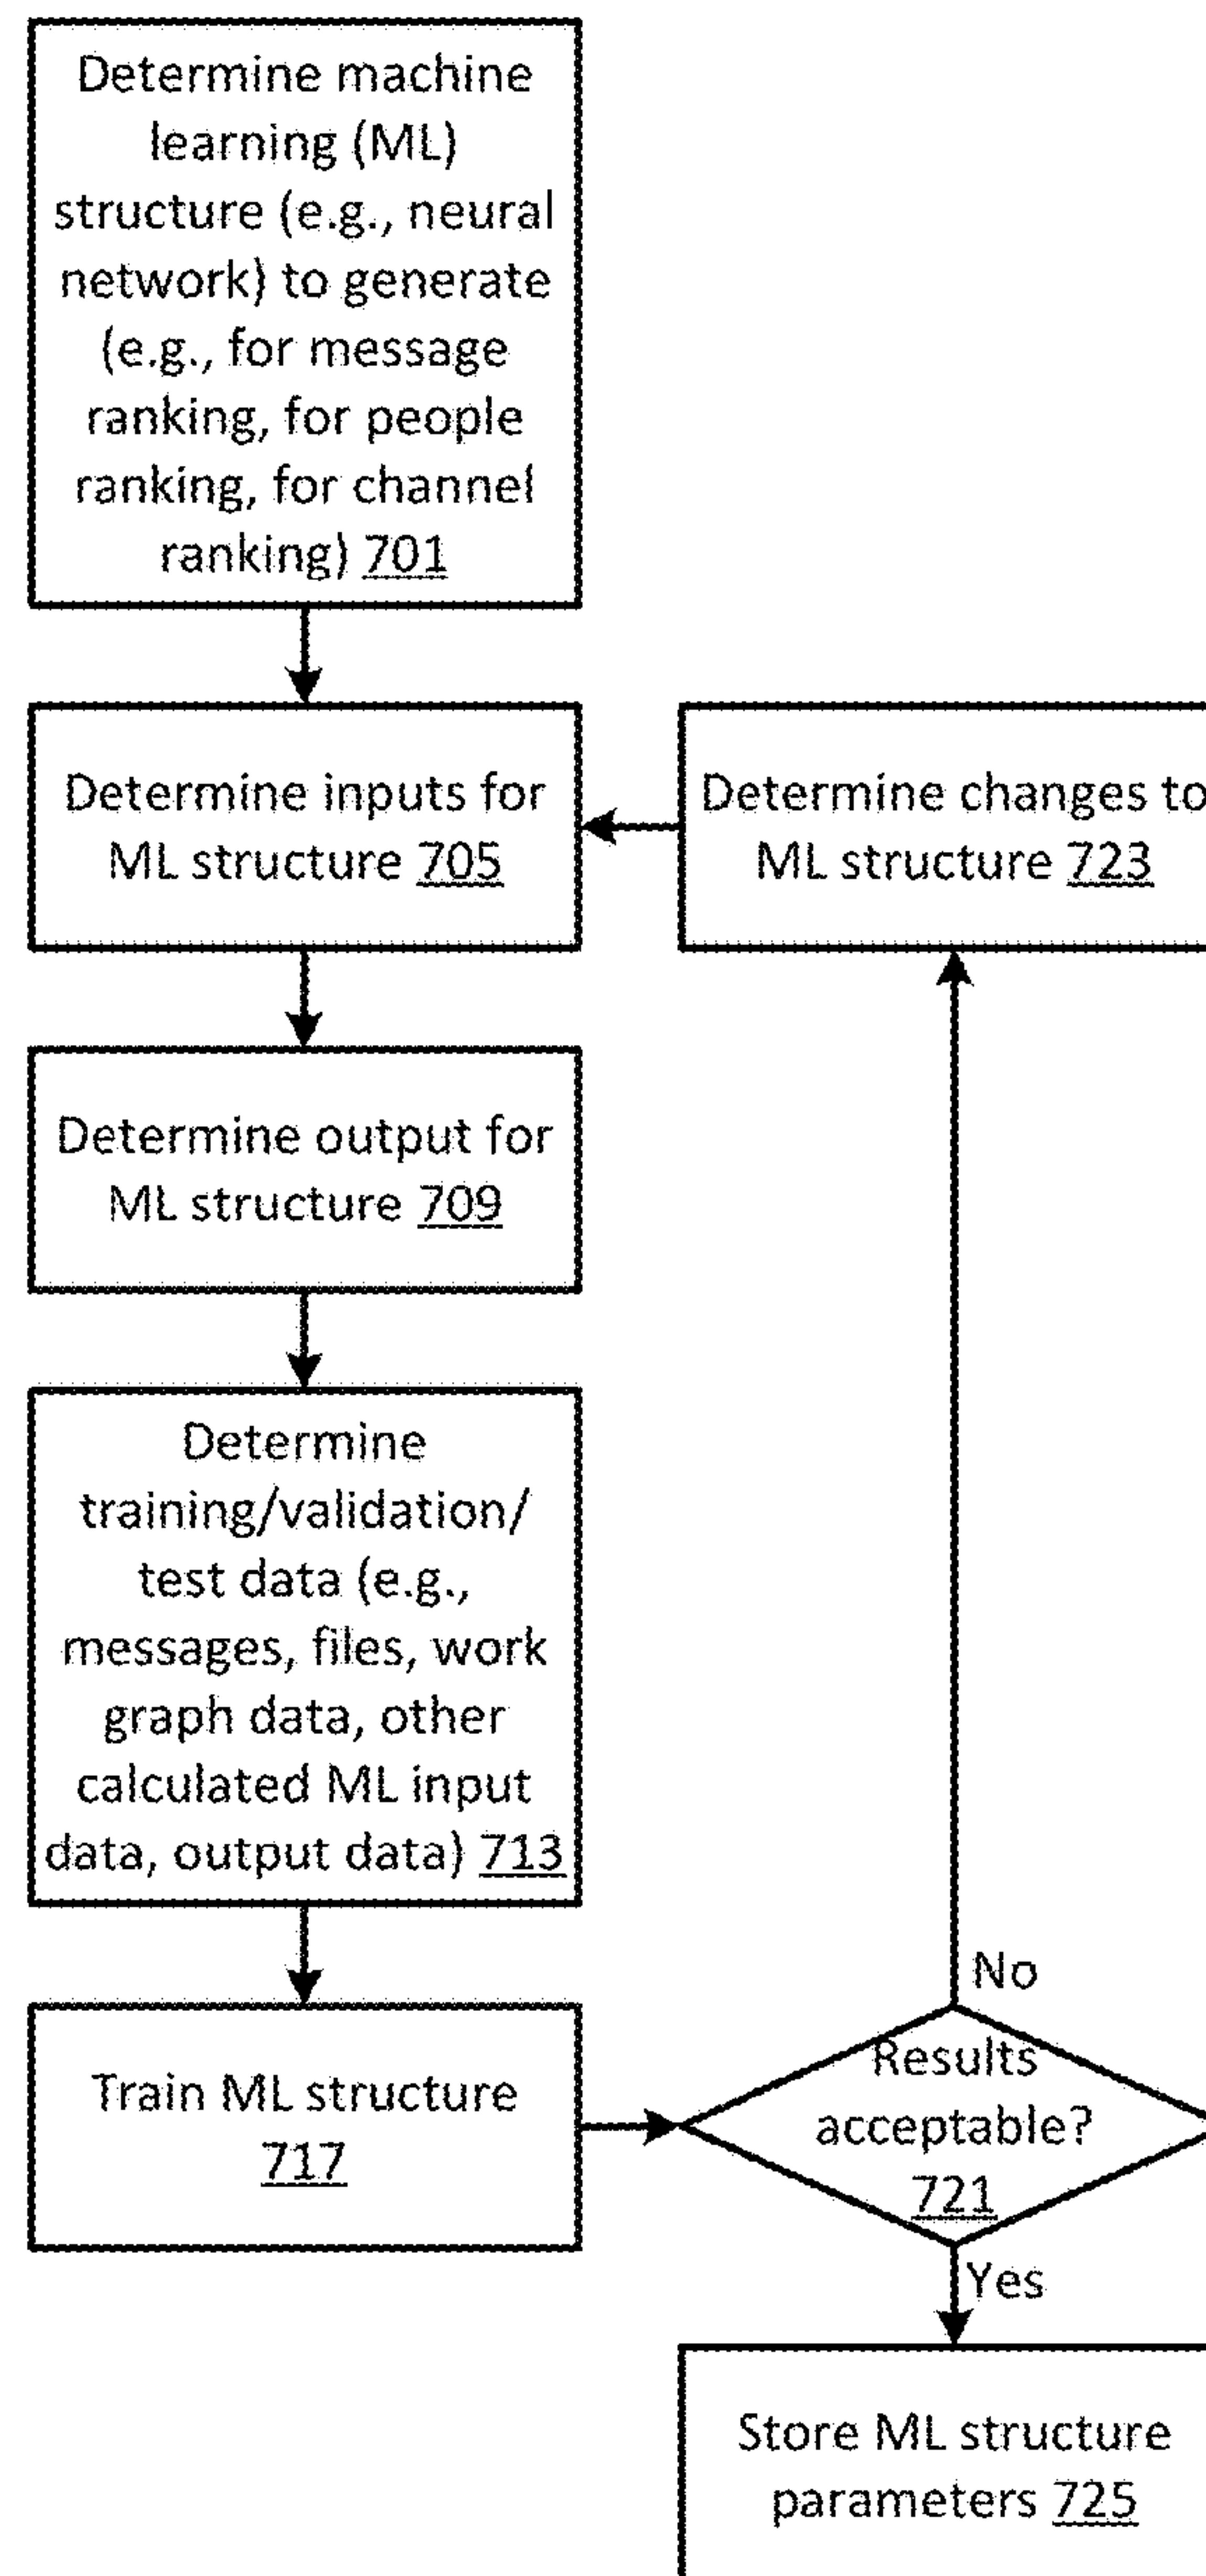 Determine machine
learning (ML)
structure (e.g., neural
network) to generate
(e.g., for message
ranking, for people
ranking, for channel
ranking) 701
Determine inputs for
ML structure 705
Determine changes to
ML structure 723
Determine output for
ML structure 709
Determine
training/validation/
test data (e.g.,
messages, files, work
graph data, other
calculated ML input
data, output data) 713
Train ML structure
717
No
Results
acceptable?
721
Yes
Store ML structure
parameters 725